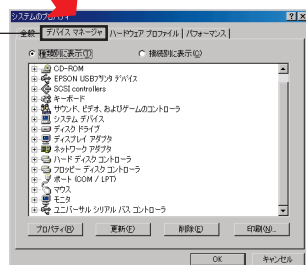 システムのプロパティ
全般 デバイス マネージャ ハードウェア プロファイル パフォーマンス
種類別に表示(T) 接続別に表示(C)
CD-ROM
EPSON USBプリンタ デバイス
SCSI controllers
キーボード
サウンド、ビデオ、およびゲームのコントローラ
システム デバイス
ディスク ドライブ
ディスプレイ アダプタ
ネットワーク アダプタ
ハード ディスク コントローラ
フロッピー ディスク コントローラ
ポート (COM / LPT)
マウス
モニタ
ユニバーサル シリアル バス コントローラ
プロパティ(R) 更新(F) 削除(E) 印刷(N)...
OK キャンセル